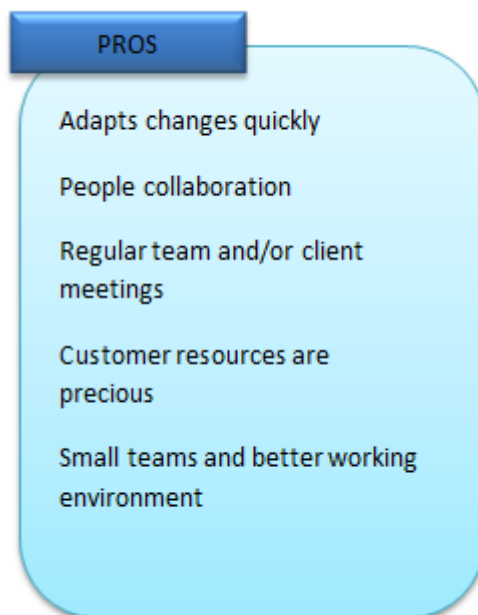 PROS
Adapts changes quickly
People collaboration
Regular team and/or client
meetings
Customer resources are
precious
Small teams and better working
environment